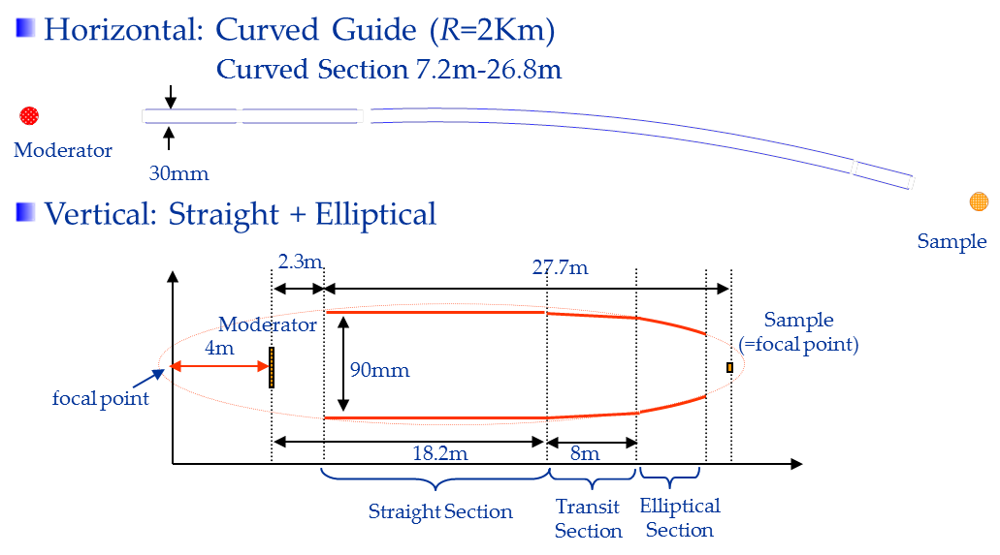 Horizontal: Curved Guide (R=2Km)
Curved Section 7.2m-26.8m
Moderator
30mm
Vertical: Straight + Elliptical
Sample
2.3m
27.7m
Moderator
Sample
(=focal point)
4m
90mm
focal point
18.2m
8m
Straight Section
Transit
Section
Elliptical
Section